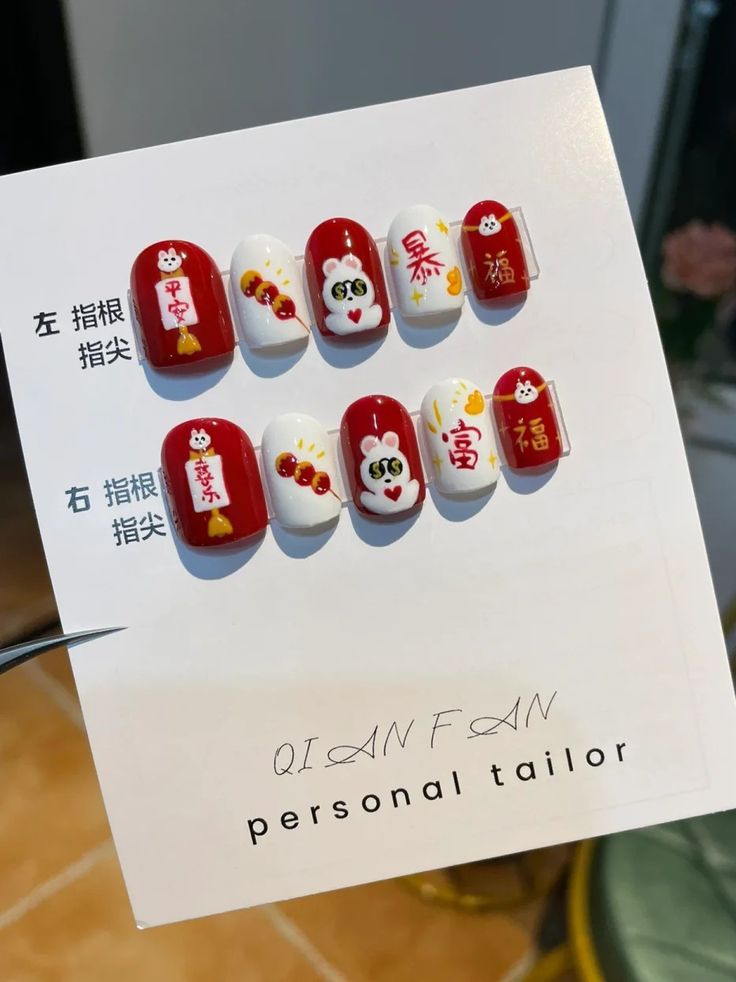 左 指根
指尖
平安
暴
福
右 指根
指尖
喜乐
富
福
QIAN FAN
personal tailor